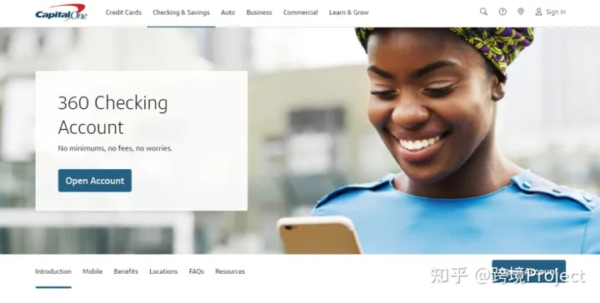 Capital One
Credit Cards Checking & Savings Auto Business Commercial Learn & Grow Sign In
360 Checking
Account
No minimums, no fees, no worries.
Open Account
Introduction Mobile Benefits Locations FAQs Resources
知乎 @跨境Project